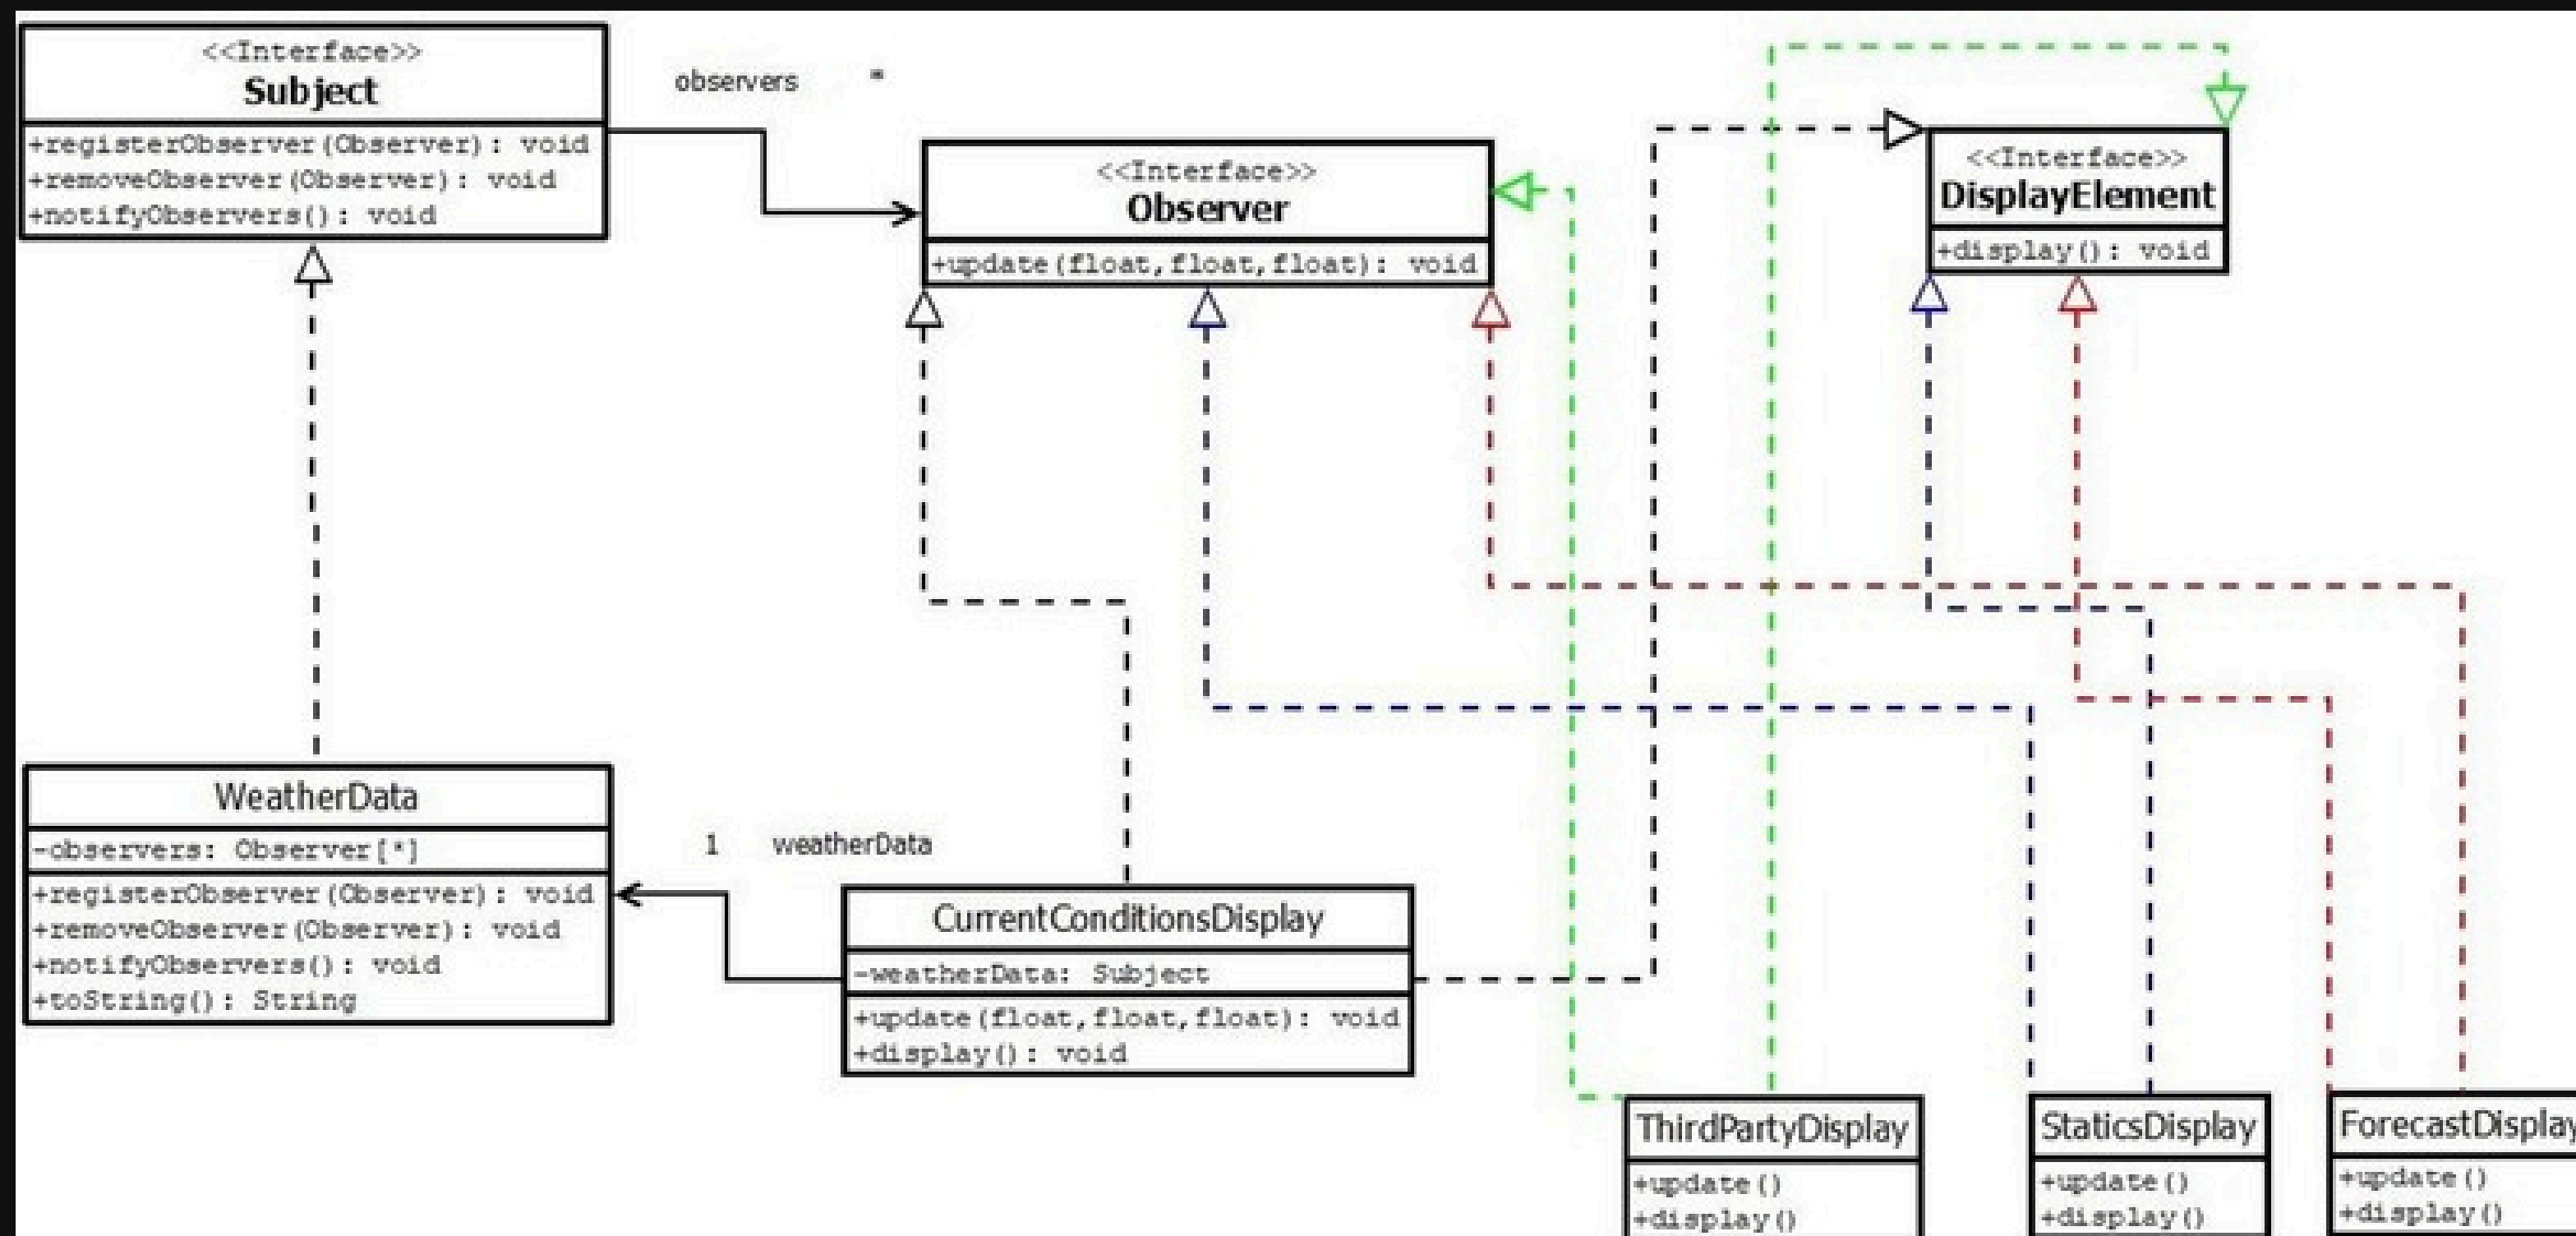 <<Interface>>
Subject
+registerObserver(Observer): void
+removeObserver(Observer): void
+notifyObservers(): void
observers *
<<Interface>>
Observer
+update(float,float,float): void
<<Interface>>
DisplayElement
+display(): void
WeatherData
-observers: Observer[*]
+registerObserver(Observer): void
+removeObserver(Observer): void
+notifyObservers(): void
+toString(): String
1 weatherData
CurrentConditionsDisplay
-weatherData: Subject
+update(float,float,float): void
+display(): void
ThirdPartyDisplay
+update()
+display()
StaticsDisplay
+update()
+display()
ForecastDisplay
+update()
+display()